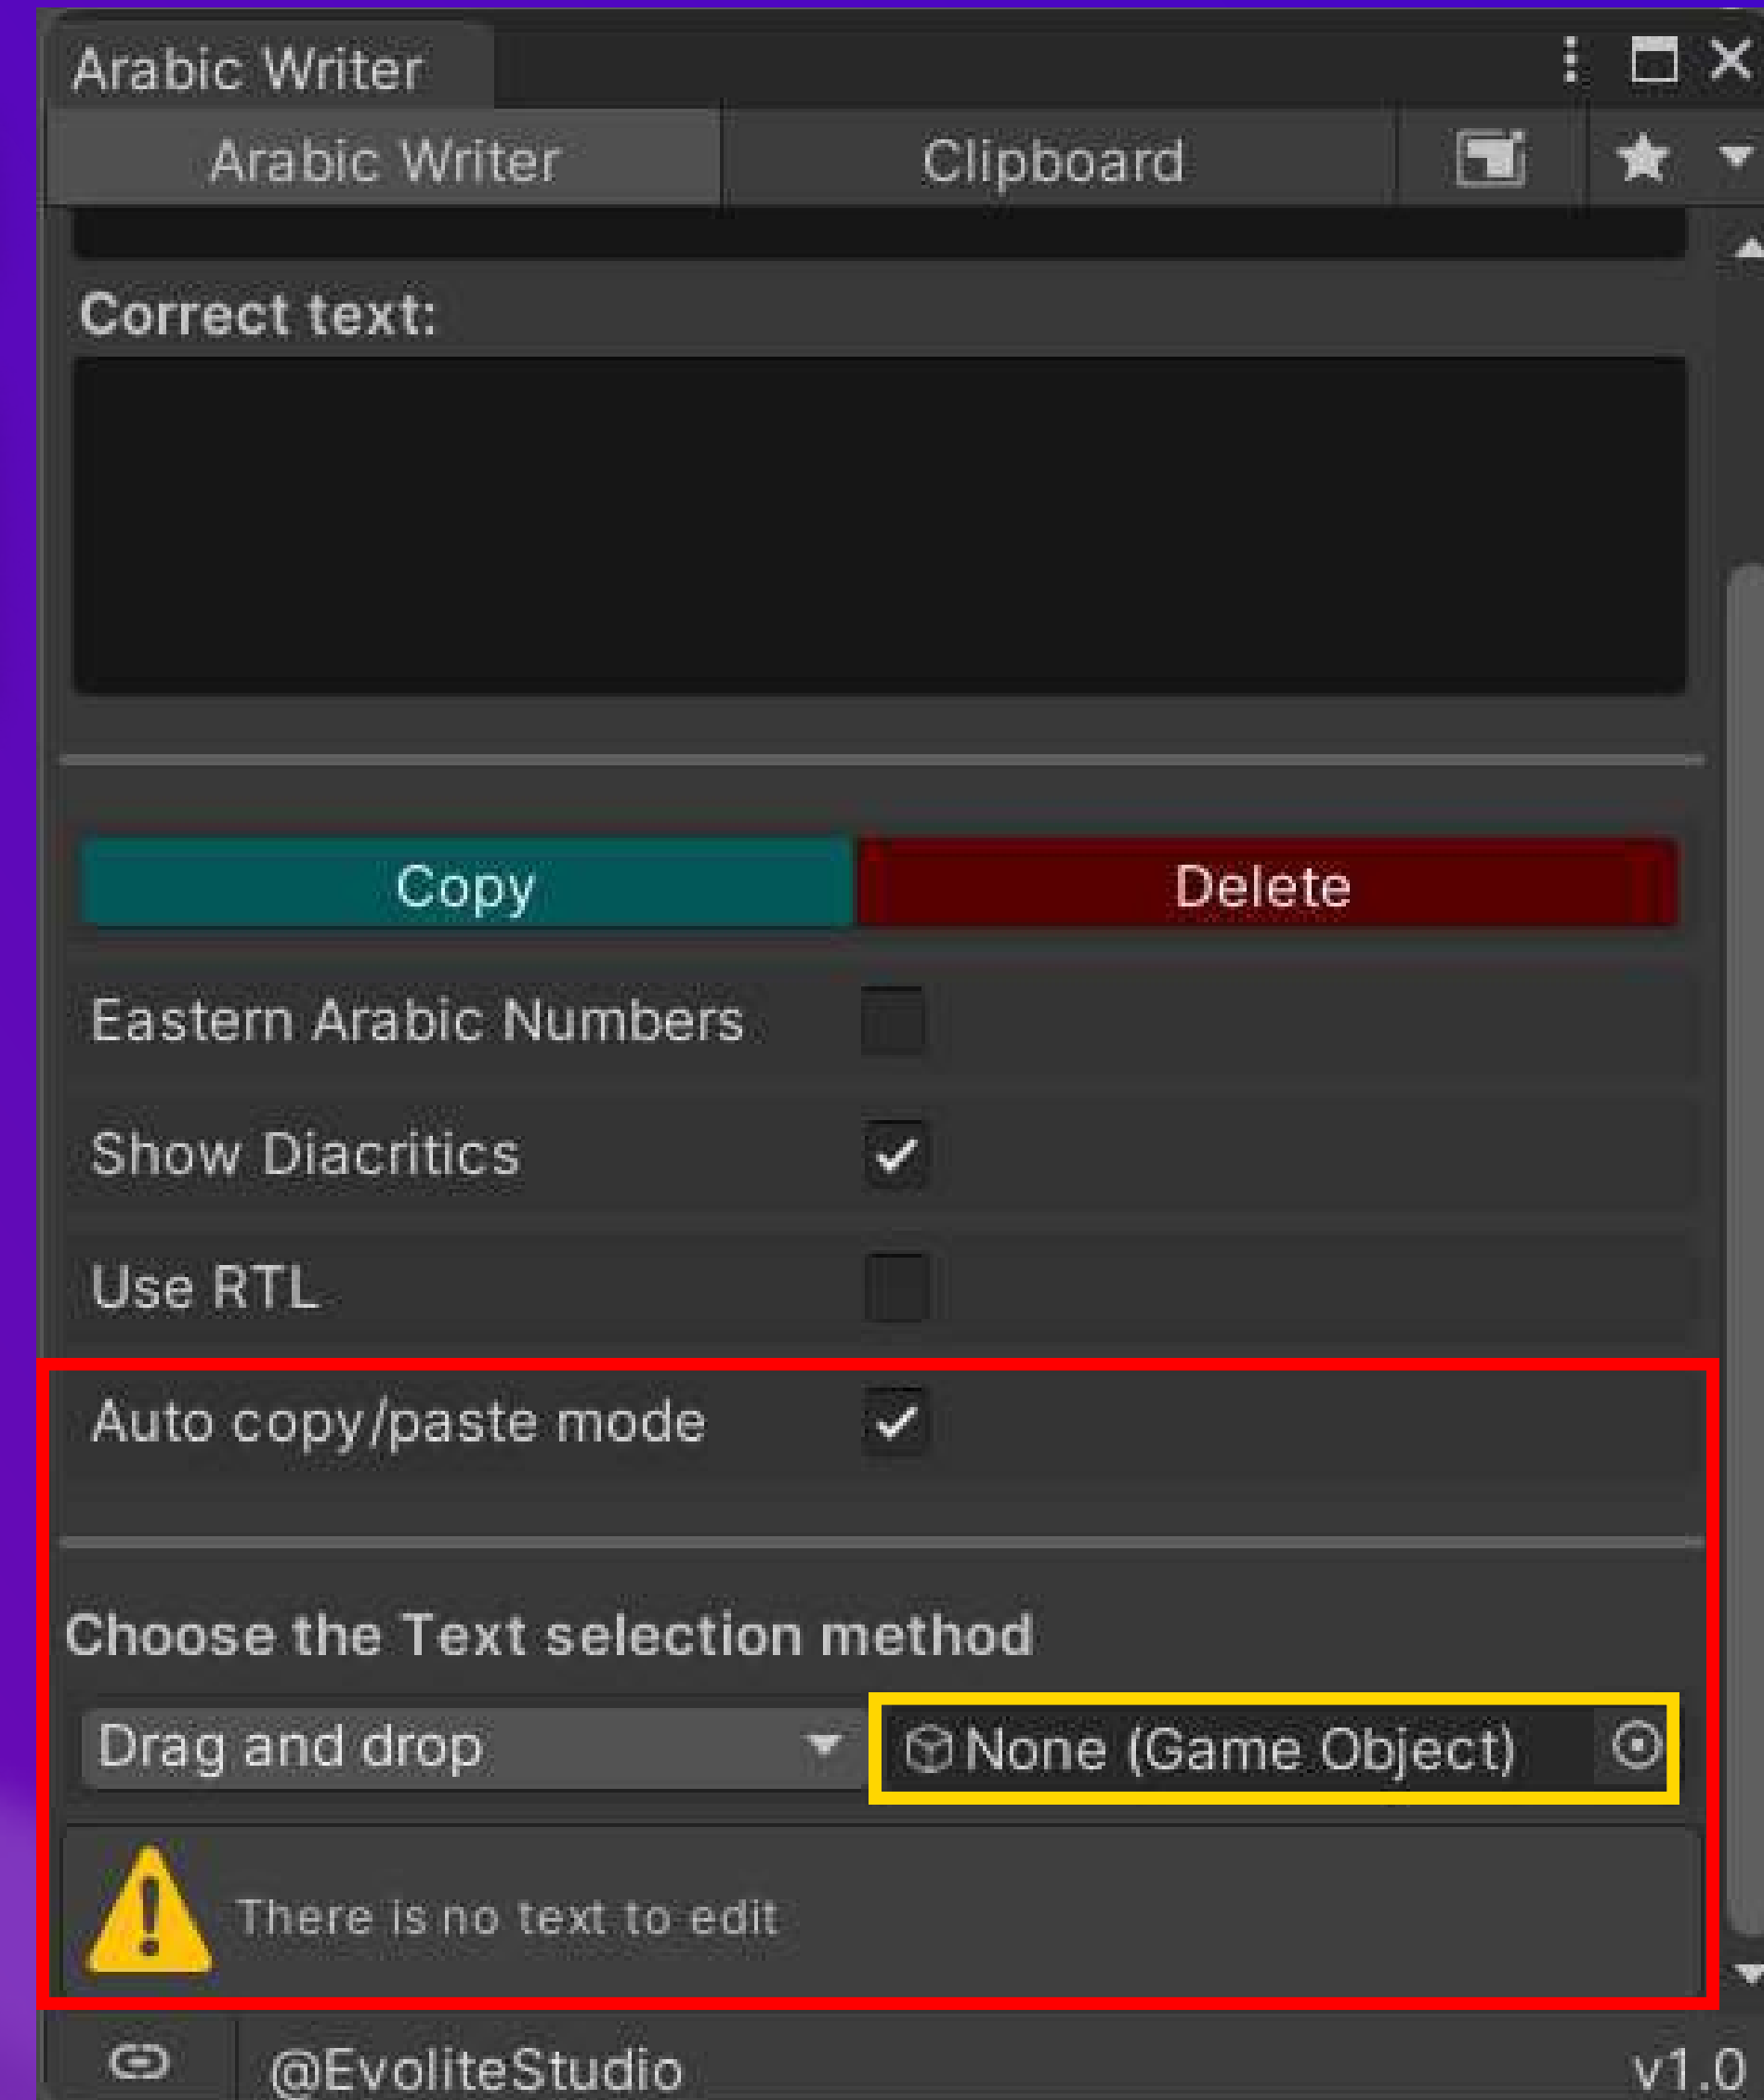 Arabic Writer
Arabic Writer Clipboard
Correct text:
Copy Delete
Eastern Arabic Numbers
Show Diacritics
Use RTL
Auto copy/paste mode
Choose the Text selection method
Drag and drop None (Game Object)
There is no text to edit
@EvoliteStudio v1.0